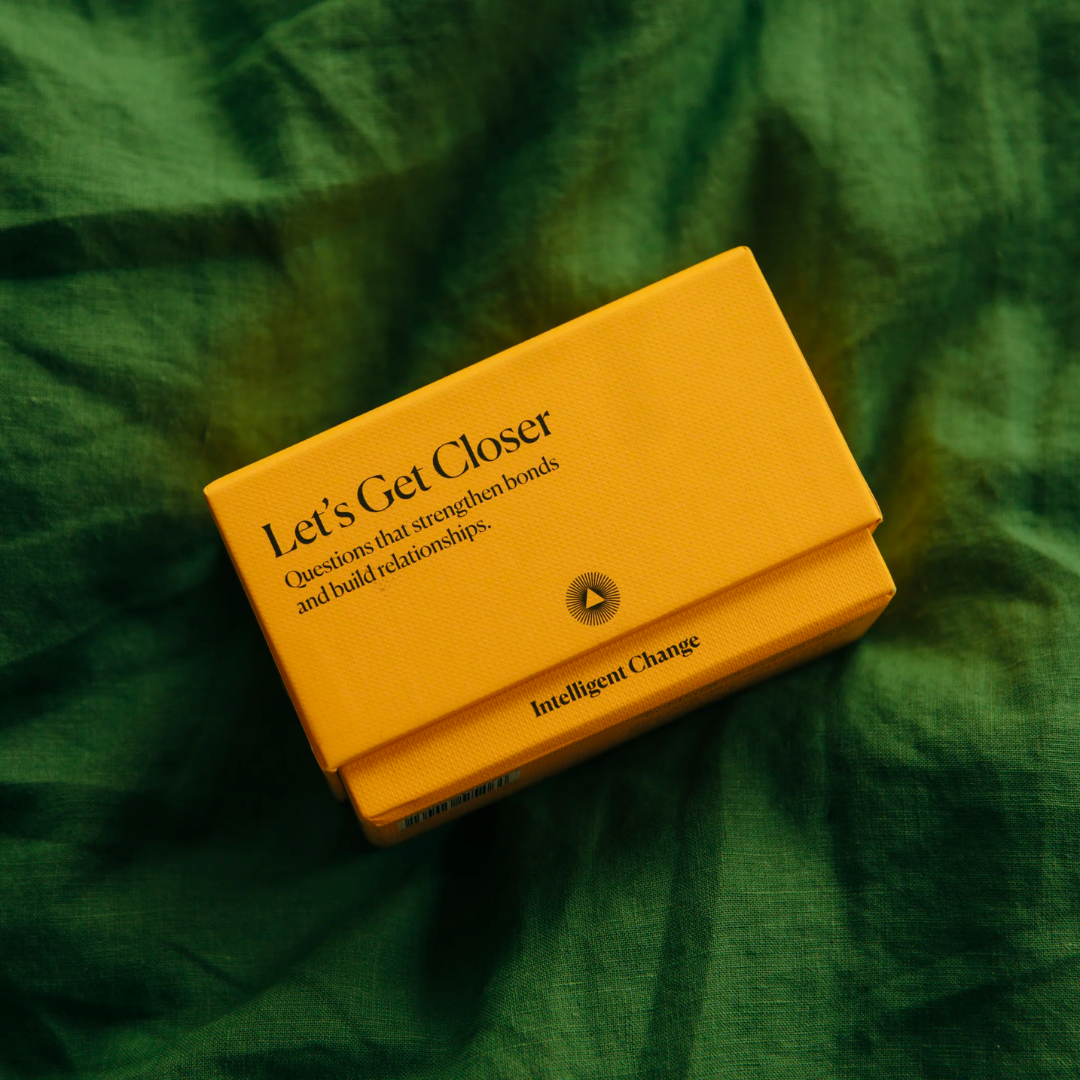 Let's Get Closer
Questions that strengthen bonds
and build relationships.
Intelligent Change